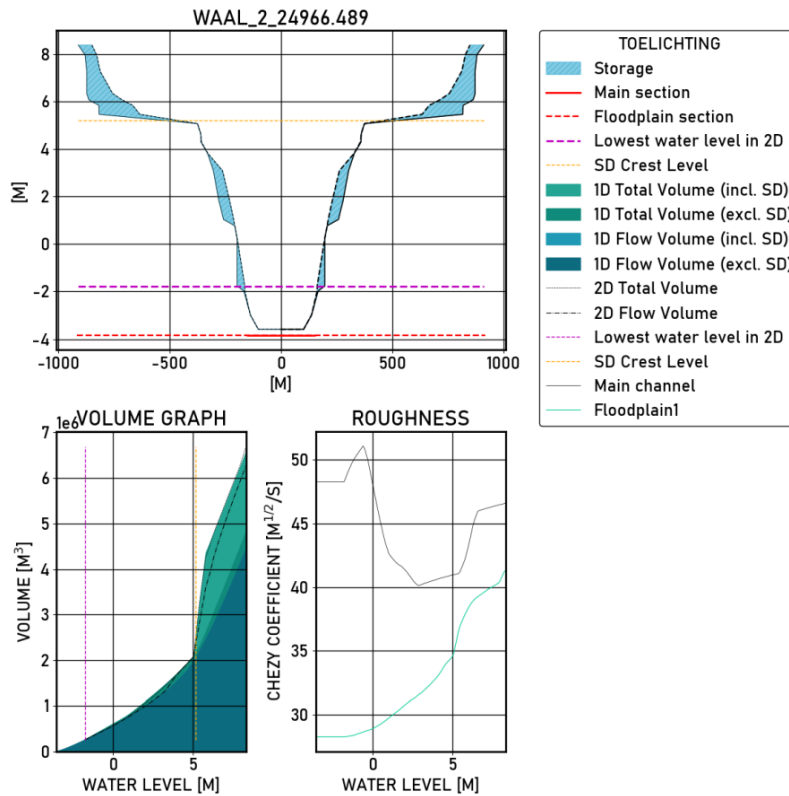 WAAL_2_24966.489
8
6
4
2
0
-2
-4
[M]
-1000
-500
0
500
1000
[M]
TOELICHTING
Storage
Main section
Floodplain section
Lowest water level in 2D
SD Crest Level
1D Total Volume (incl. SD)
1D Total Volume (excl. SD)
1D Flow Volume (incl. SD)
1D Flow Volume (excl. SD)
2D Total Volume
2D Flow Volume
Lowest water level in 2D
SD Crest Level
Main channel
Floodplain1
VOLUME GRAPH
1e6
7
6
5
4
3
2
1
0
VOLUME [M³]
0
5
WATER LEVEL [M]
ROUGHNESS
50
45
40
35
30
CHEZY COEFFICIENT [M^{1/2}/S]
0
5
WATER LEVEL [M]